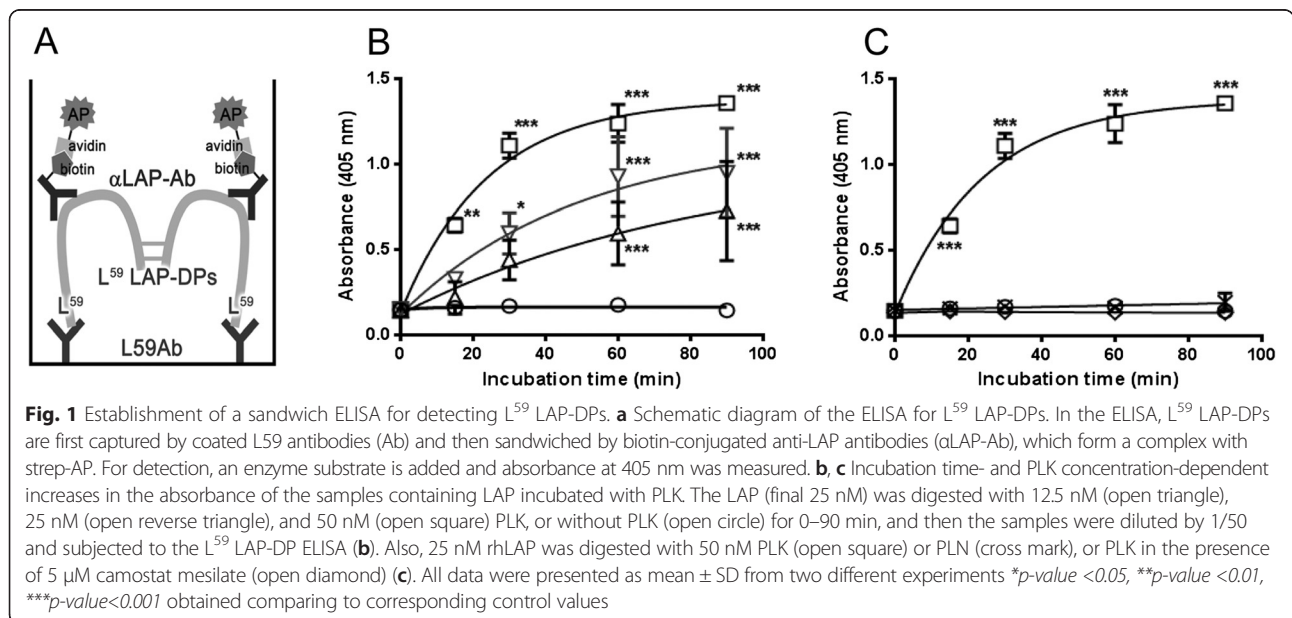 A
AP
AP
avidin
avidin
biotin
biotin
αLAP-Ab
L⁵⁹ LAP-DPs
L⁵⁹
L⁵⁹
L59Ab
B
Absorbance (405 nm)
1.5
1.0
0.5
0.0
0 20 40 60 80 100
Incubation time (min)
**
***
***
***
*
***
***
***
***
C
Absorbance (405 nm)
1.5
1.0
0.5
0.0
0 20 40 60 80 100
Incubation time (min)
***
***
***
***
Fig. 1 Establishment of a sandwich ELISA for detecting L⁵⁹ LAP-DPs. a Schematic diagram of the ELISA for L⁵⁹ LAP-DPs. In the ELISA, L⁵⁹ LAP-DPs
are first captured by coated L59 antibodies (Ab) and then sandwiched by biotin-conjugated anti-LAP antibodies (αLAP-Ab), which form a complex with
strep-AP. For detection, an enzyme substrate is added and absorbance at 405 nm was measured. b, c Incubation time- and PLK concentration-dependent
increases in the absorbance of the samples containing LAP incubated with PLK. The LAP (final 25 nM) was digested with 12.5 nM (open triangle),
25 nM (open reverse triangle), and 50 nM (open square) PLK, or without PLK (open circle) for 0–90 min, and then the samples were diluted by 1/50
and subjected to the L⁵⁹ LAP-DP ELISA (b). Also, 25 nM rhLAP was digested with 50 nM PLK (open square) or PLN (cross mark), or PLK in the presence
of 5 μM camostat mesilate (open diamond) (c). All data were presented as mean ± SD from two different experiments *p-value <0.05, **p-value <0.01,
***p-value<0.001 obtained comparing to corresponding control values